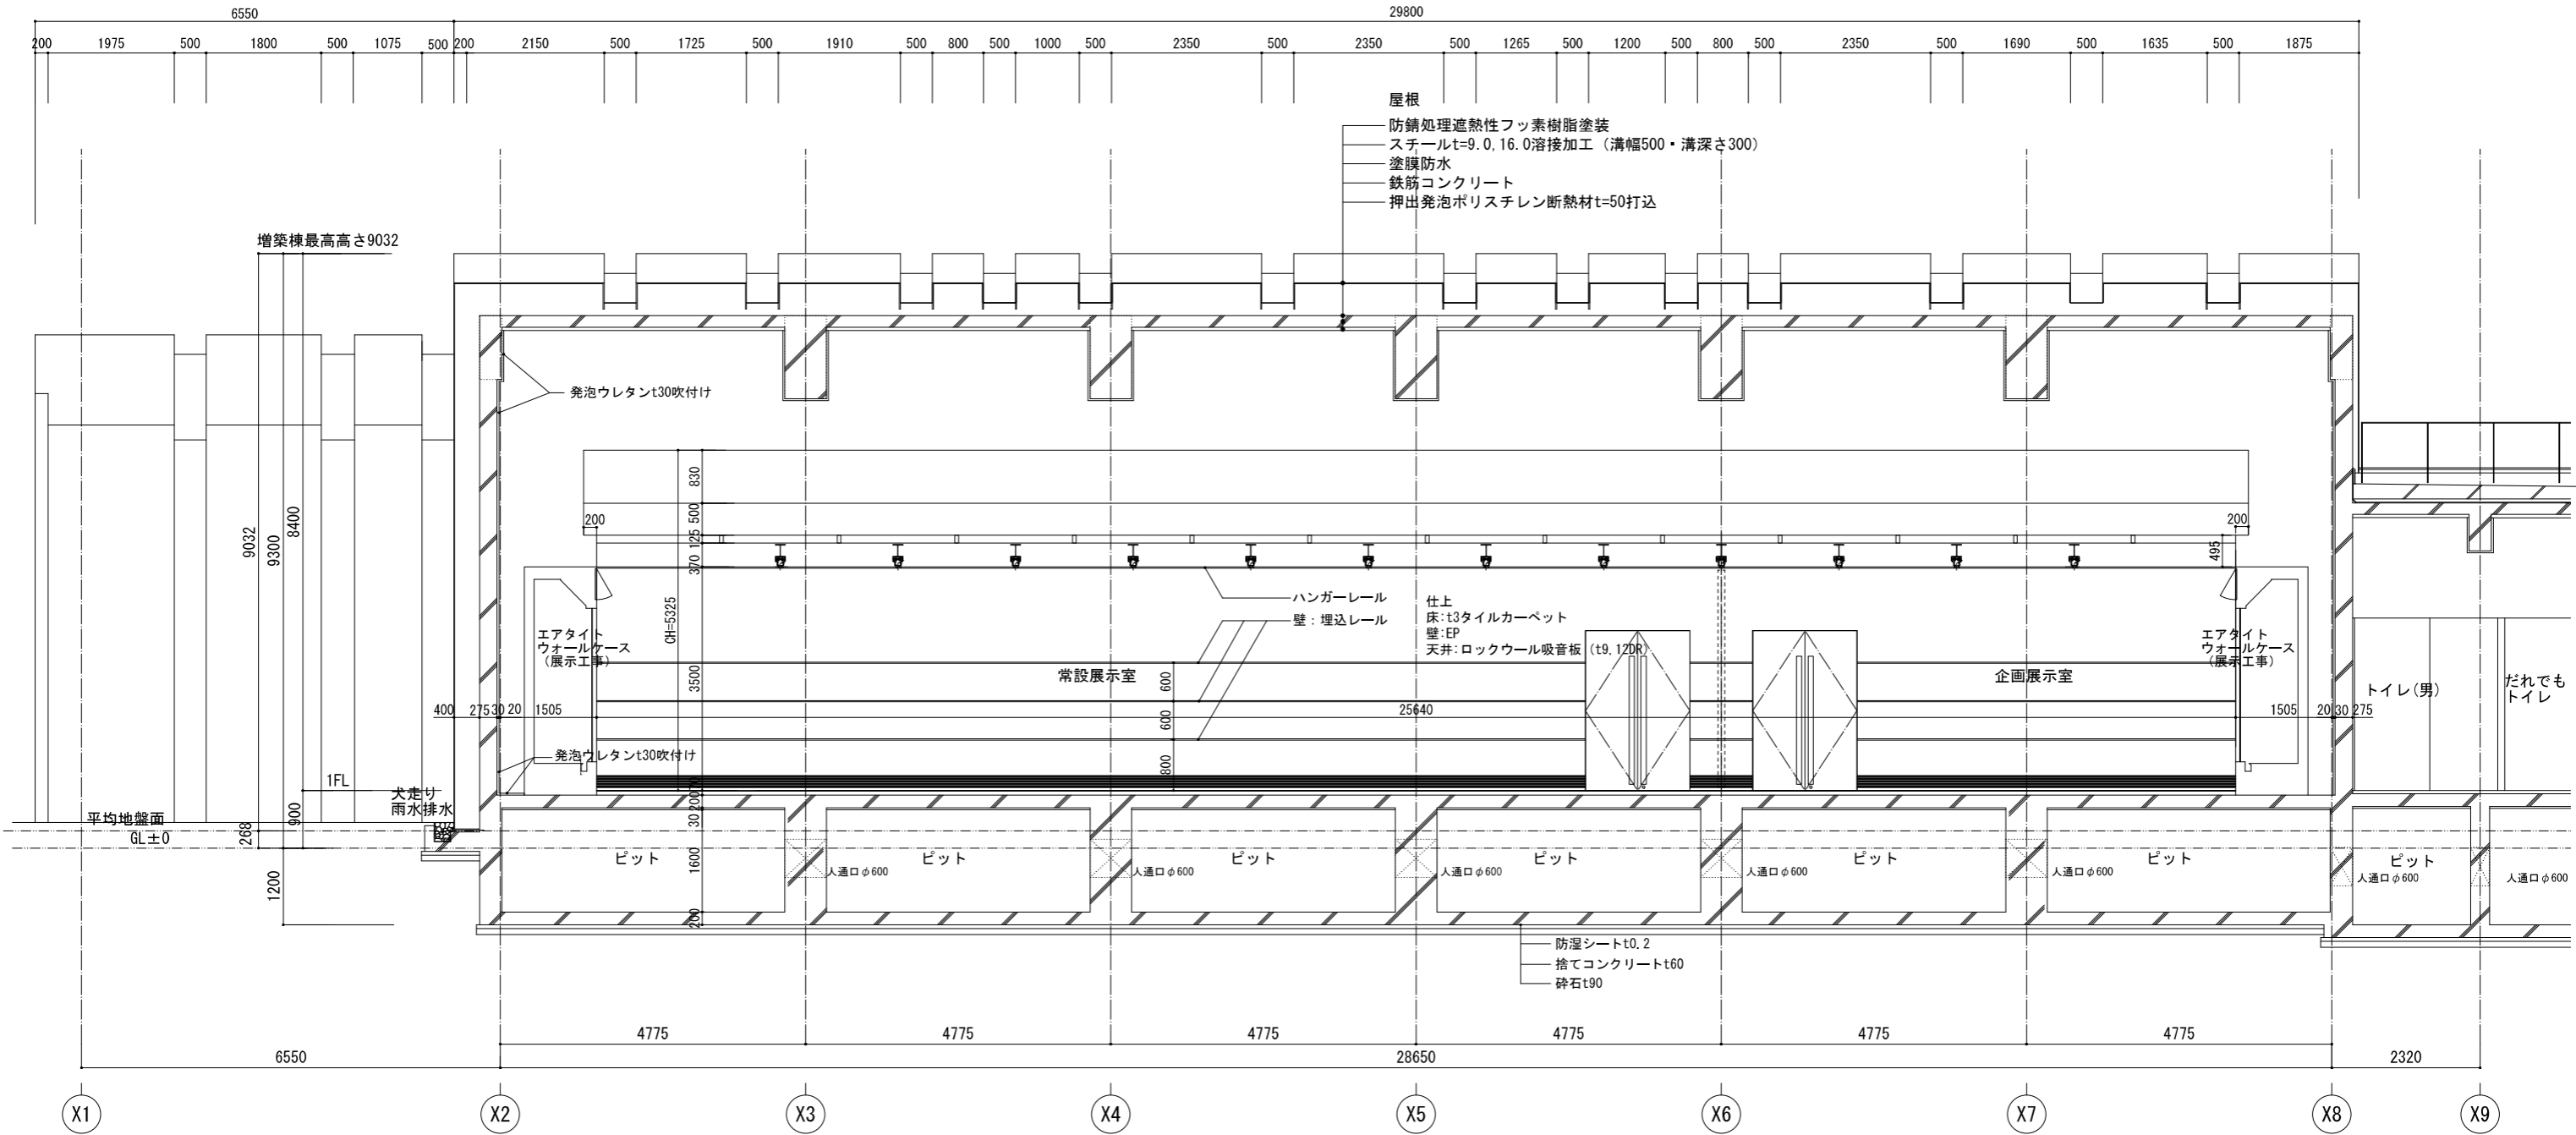 6550
29800
200 1975 500 1800 500 1075 500 200 2150 500 1725 500 1910 500 800 500 1000 500 2350 500 2350 500 1265 500 1200 500 800 500 2350 500 1690 500 1635 500 1875
屋根
防錆処理遮熱性フッ素樹脂塗装
スチールt=9.0,16.0溶接加工（溝幅500・溝深さ300）
塗膜防水
鉄筋コンクリート
押出発泡ポリスチレン断熱材t=50打込
増築棟最高高さ9032
発泡ウレタンt30吹付け
9032
9300
8400
830
500
125
370
200
200
495
CH=5325
3500
ハンガーレール
壁：埋込レール
仕上
床:t3タイルカーペット
壁:EP
天井:ロックウール吸音板（t9,12DR）
エアタイト
ウォールケース
（展示工事）
エアタイト
ウォールケース
（展示工事）
常設展示室
企画展示室
トイレ(男)
だれでも
トイレ
600
600
800
400 275 30 20 1505 25640 1505 20 30 275
発泡ウレタンt30吹付け
1FL
犬走り
雨水排水
平均地盤面
GL±0
268
900
1200
200
30
1600
200
ピット ピット ピット ピット ピット ピット ピット
人通口φ600 人通口φ600 人通口φ600 人通口φ600 人通口φ600 人通口φ600 人通口φ600
防湿シートt0.2
捨てコンクリートt60
砕石t90
4775 4775 4775 4775 4775 4775
6550 28650 2320
X1 X2 X3 X4 X5 X6 X7 X8 X9